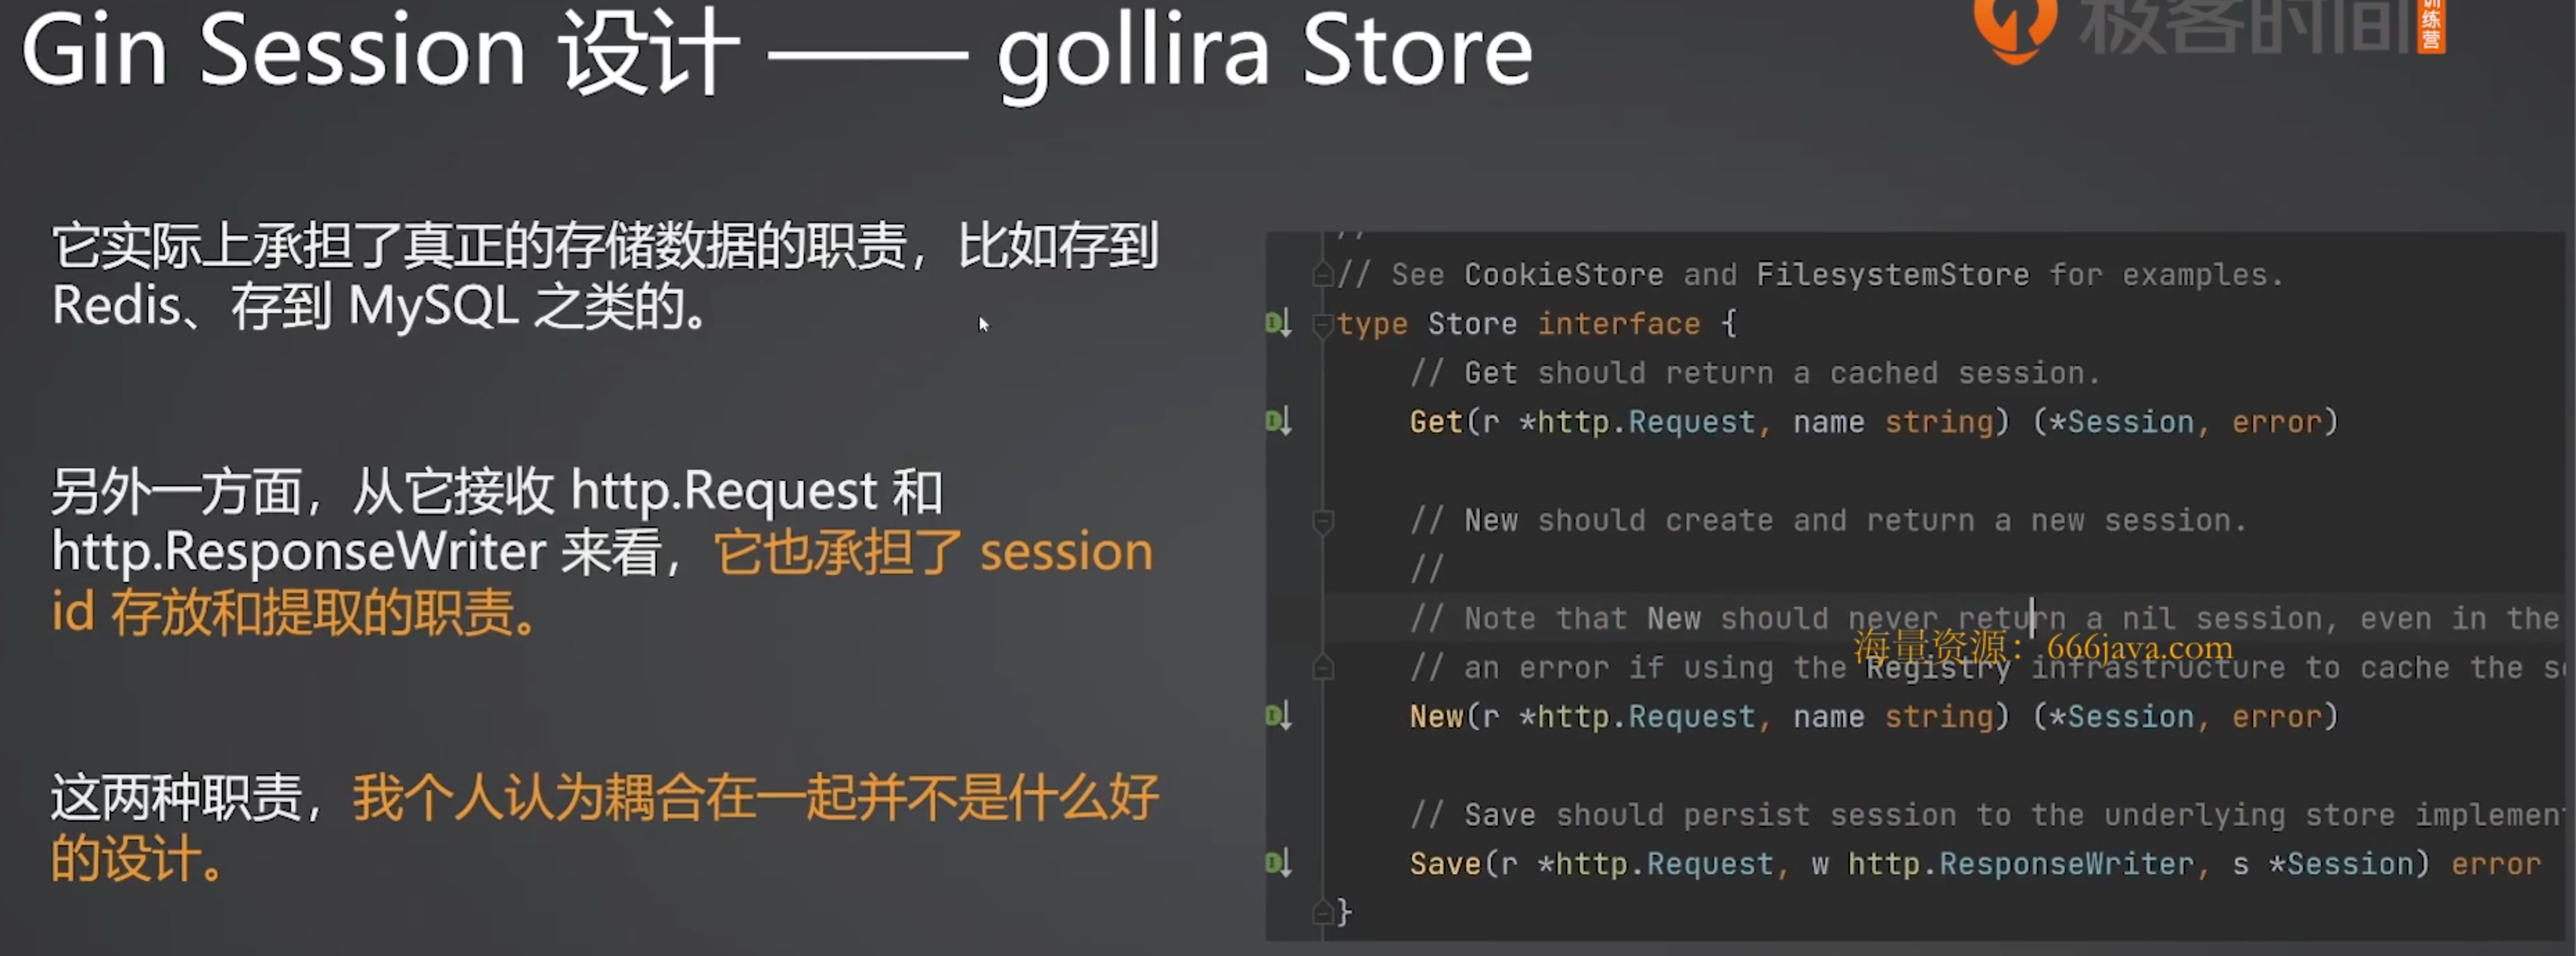 Gin Session 设计 —— gollira Store
极客时间
训练营
它实际上承担了真正的存储数据的职责，比如存到
Redis、存到 MySQL 之类的。
另外一方面，从它接收 http.Request 和
http.ResponseWriter 来看，它也承担了 session
id 存放和提取的职责。
这两种职责，我个人认为耦合在一起并不是什么好
的设计。
//
// See CookieStore and FilesystemStore for examples.
type Store interface {
// Get should return a cached session.
Get(r *http.Request, name string) (*Session, error)
// New should create and return a new session.
//
// Note that New should never return a nil session, even in the
// an error if using the Registry infrastructure to cache the s
New(r *http.Request, name string) (*Session, error)
// Save should persist session to the underlying store implemen
Save(r *http.Request, w http.ResponseWriter, s *Session) error
}
海量资源：666java.com